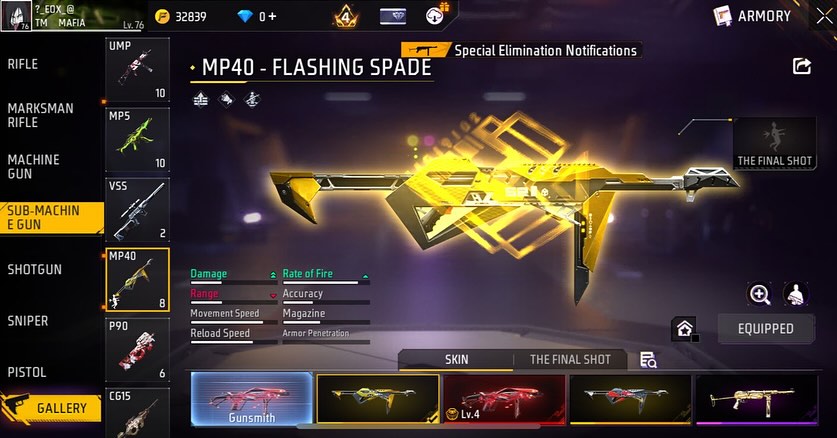 ?_EOX_@
TM MAFIA
Lv. 76
76
32839
0 +
4
ARMORY
Special Elimination Notifications
MP40 - FLASHING SPADE
RIFLE
MARKSMAN
RIFLE
MACHINE
GUN
SUB-MACHIN
E GUN
SHOTGUN
SNIPER
PISTOL
GALLERY
UMP
10
MP5
10
VSS
2
MP40
8
P90
6
CG15
THE FINAL SHOT
Damage
Rate of Fire
Range
Accuracy
Movement Speed
Magazine
Reload Speed
Armor Penetration
EQUIPPED
SKIN
THE FINAL SHOT
Gunsmith
Lv.4